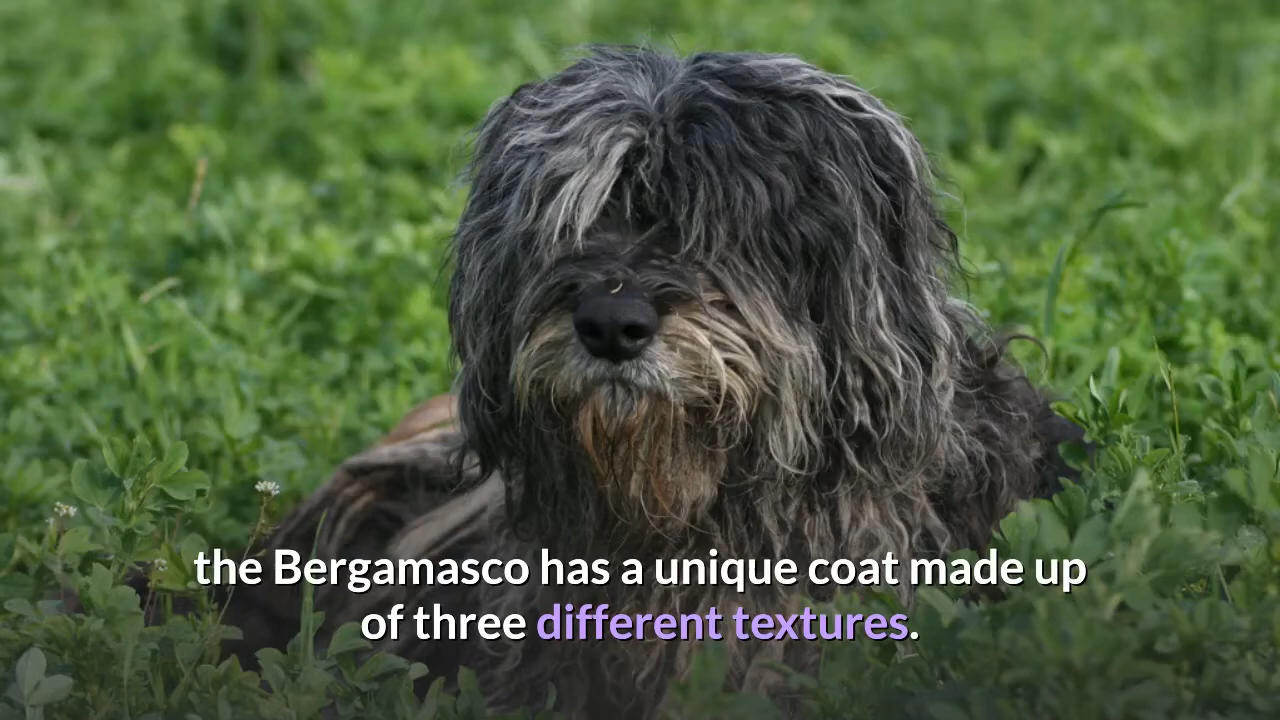 the Bergamasco has a unique coat made up
of three different textures.